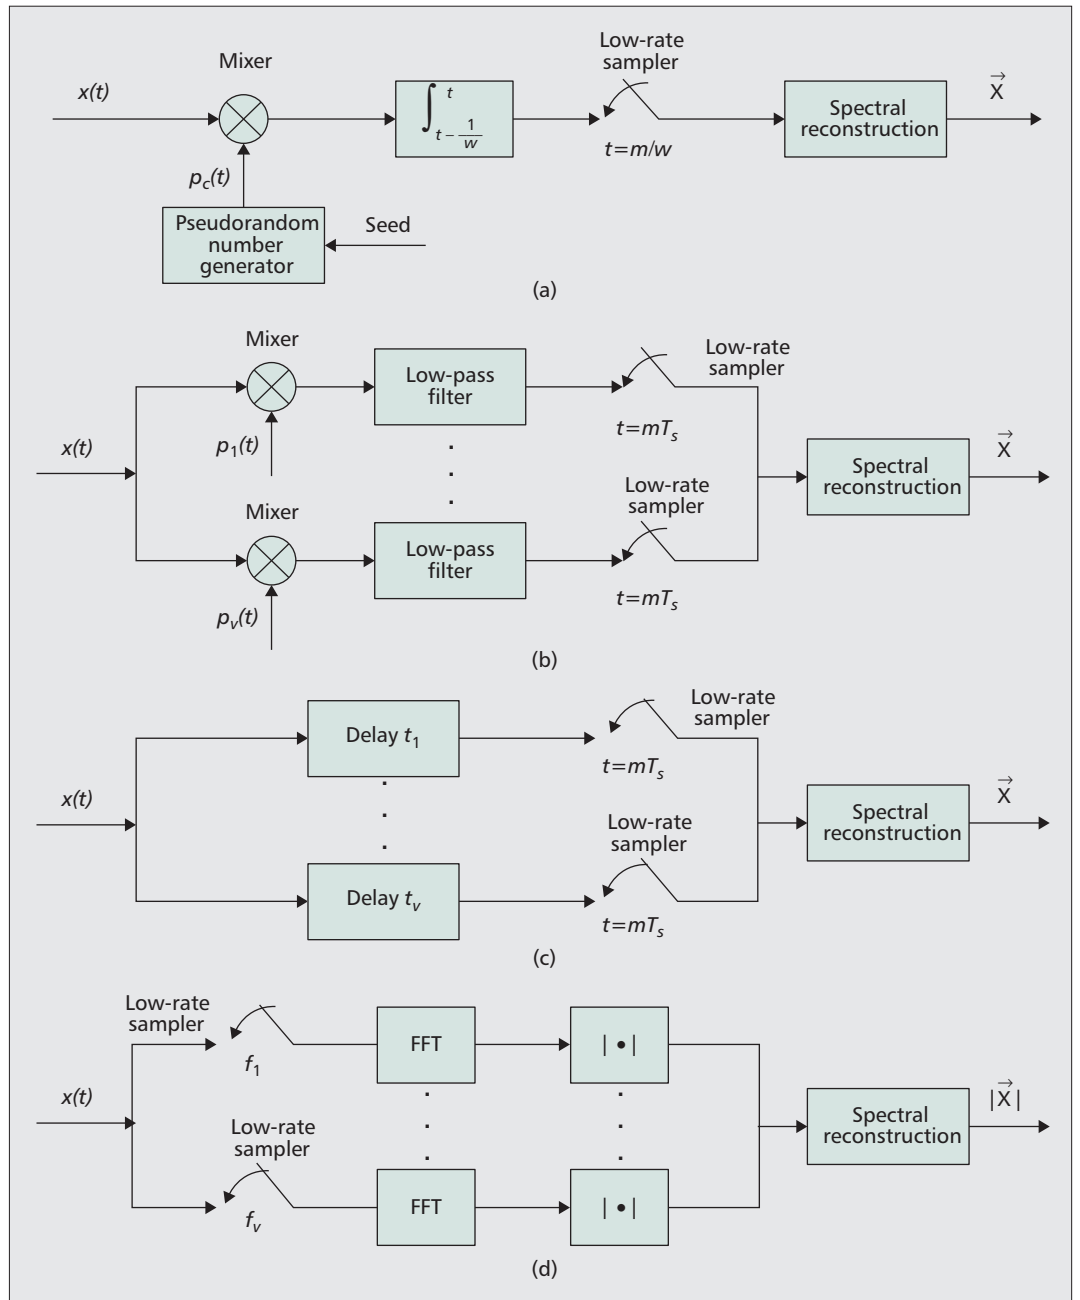 Low-rate
sampler
Mixer
x(t)
∫
t
t − 1/w
Spectral
reconstruction
X⃗
t=m/w
p_c(t)
Pseudorandom
number
generator
Seed
(a)
Mixer
Low-rate
sampler
Low-pass
filter
x(t)
p_1(t)
t=mT_s
.
.
.
Spectral
reconstruction
X⃗
Low-rate
sampler
Mixer
Low-pass
filter
p_v(t)
t=mT_s
(b)
Low-rate
sampler
Delay t_1
t=mT_s
x(t)
.
.
.
Spectral
reconstruction
X⃗
Low-rate
sampler
Delay t_v
t=mT_s
(c)
Low-rate
sampler
f_1
FFT
| • |
x(t)
. .
. .
. .
Spectral
reconstruction
|X⃗|
Low-rate
sampler
f_v
FFT
| • |
(d)